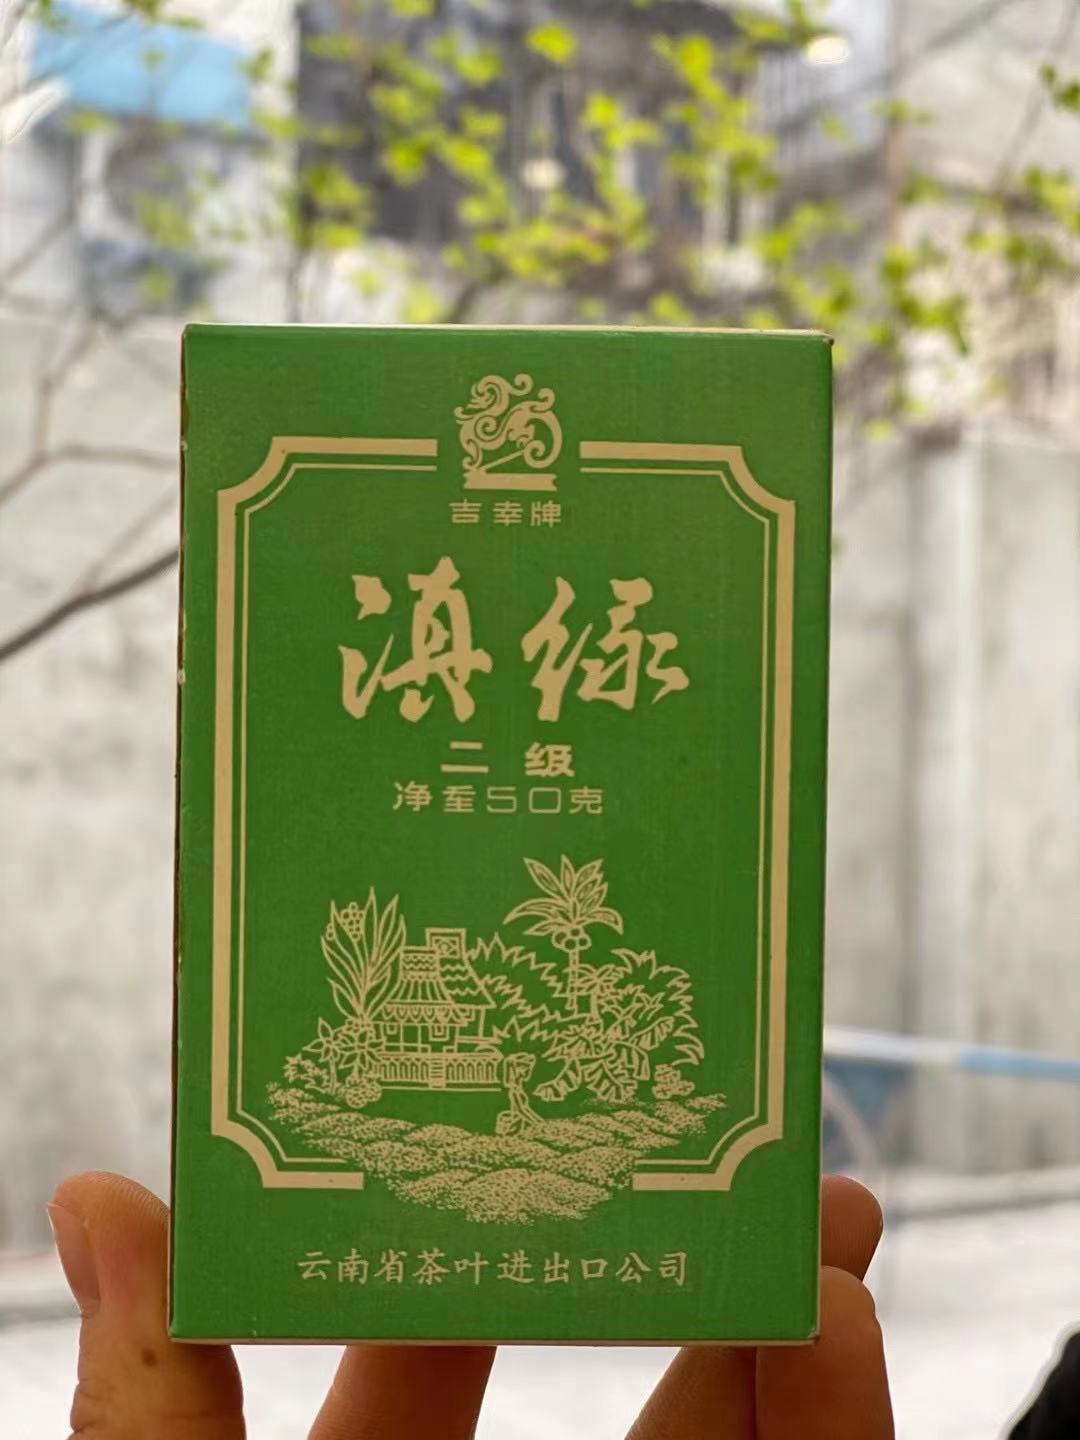 吉幸牌
滇绿
二级
净重50克
云南省茶叶进出口公司